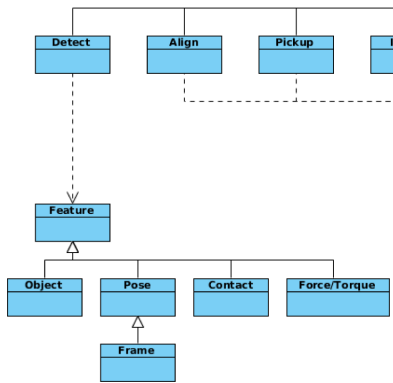 Detect
Align
Pickup
Feature
Object
Pose
Contact
Force/Torque
Frame